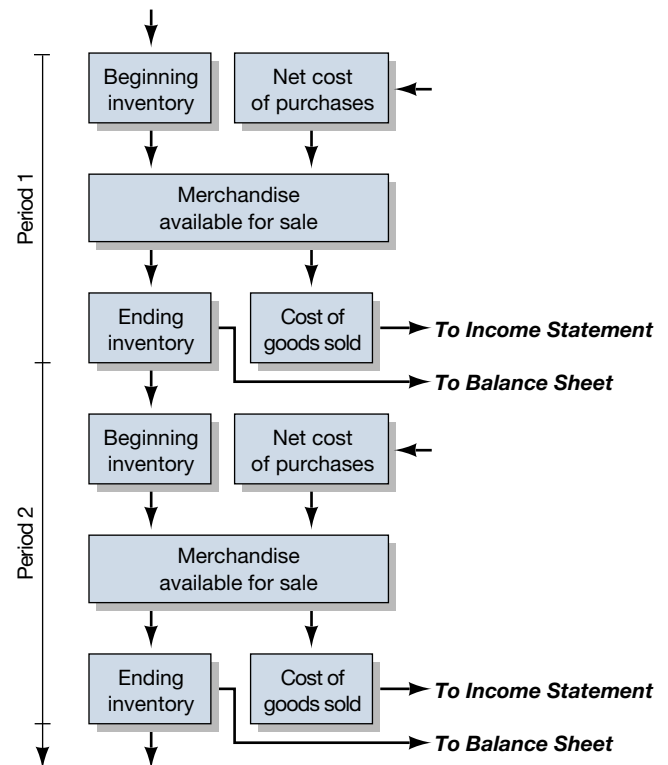 Period 1
Beginning
inventory
Net cost
of purchases
Merchandise
available for sale
Ending
inventory
Cost of
goods sold
To Income Statement
To Balance Sheet
Period 2
Beginning
inventory
Net cost
of purchases
Merchandise
available for sale
Ending
inventory
Cost of
goods sold
To Income Statement
To Balance Sheet